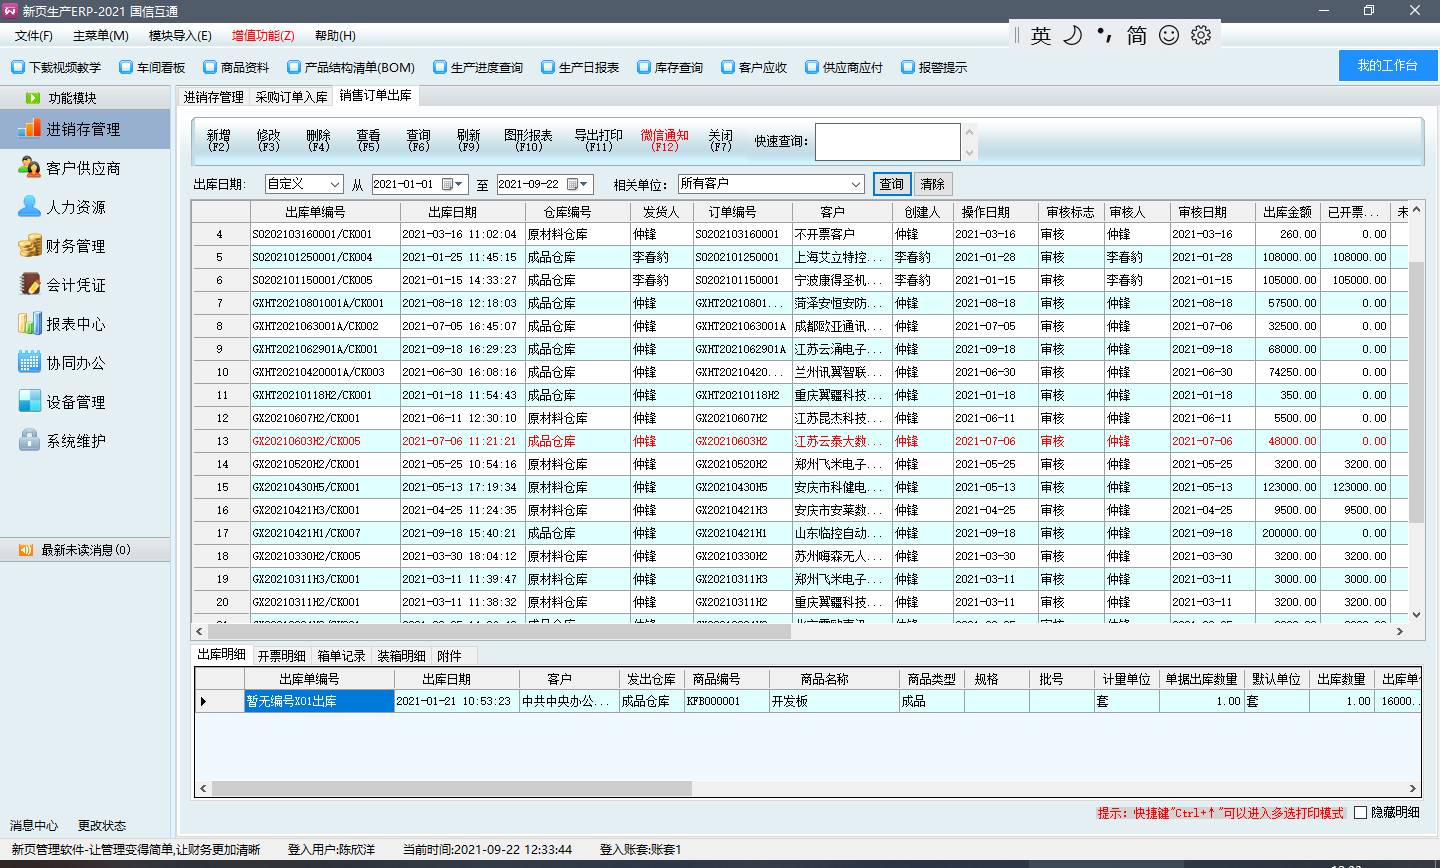 新页生产ERP-2021 国信互通
文件(F) 主菜单(M) 模块导入(E) 增值功能(Z) 帮助(H)
英 简
下载视频教学 车间看板 商品资料 产品结构清单(BOM) 生产进度查询 生产日报表 库存查询 客户应收 供应商应付 报警提示 我的工作台
功能模块
进销存管理
客户供应商
人力资源
财务管理
会计凭证
报表中心
协同办公
设备管理
系统维护
最新未读消息(0)
消息中心 更改状态
进销存管理 采购订单入库 销售订单出库
新增(F2) 修改(F3) 删除(F4) 查看(F5) 查询(F6) 刷新(F9) 图形报表(F10) 导出打印(F11) 微信通知(F12) 关闭(F7) 快速查询:
出库日期: 自定义 从 2021-01-01 至 2021-09-22 相关单位: 所有客户 查询 清除
出库单编号 出库日期 仓库编号 发货人 订单编号 客户 创建人 操作日期 审核标志 审核人 审核日期 出库金额 已开票... 未
4 SO202103160001/CK001 2021-03-16 11:02:04 原材料仓库 仲锋 SO202103160001 不开票客户 仲锋 2021-03-16 审核 仲锋 2021-03-16 260.00 0.00
5 SO202101250001/CK004 2021-01-25 11:45:15 成品仓库 李春豹 SO202101250001 上海艾立特控... 李春豹 2021-01-28 审核 李春豹 2021-01-28 108000.00 108000.00
6 SO202101150001/CK005 2021-01-15 14:33:27 成品仓库 李春豹 SO202101150001 宁波康得圣机... 李春豹 2021-01-15 审核 李春豹 2021-01-15 105000.00 105000.00
7 GXHT20210801001A/CK001 2021-08-18 12:18:03 成品仓库 仲锋 GXHT20210801... 菏泽安恒安防... 仲锋 2021-08-18 审核 仲锋 2021-08-18 57500.00 0.00
8 GXHT2021063001A/CK002 2021-07-05 16:45:07 成品仓库 仲锋 GXHT2021063001A 成都欧亚通讯... 仲锋 2021-07-05 审核 仲锋 2021-07-06 32500.00 0.00
9 GXHT2021062901A/CK001 2021-09-18 16:29:23 成品仓库 仲锋 GXHT2021062901A 江苏云涌电子... 仲锋 2021-09-18 审核 仲锋 2021-09-18 68000.00 0.00
10 GXHT20210420001A/CK003 2021-06-30 16:08:16 成品仓库 仲锋 GXHT20210420... 兰州讯翼智联... 仲锋 2021-06-30 审核 仲锋 2021-06-30 74250.00 0.00
11 GXHT20210118H2/CK001 2021-01-18 11:54:43 成品仓库 仲锋 GXHT20210118H2 重庆翼疆科技... 仲锋 2021-01-18 审核 仲锋 2021-01-18 350.00 0.00
12 GX20210607H2/CK001 2021-06-11 12:30:10 原材料仓库 仲锋 GX20210607H2 江苏昆杰科技... 仲锋 2021-06-11 审核 仲锋 2021-06-11 5500.00 0.00
13 GX20210603H2/CK005 2021-07-06 11:21:21 成品仓库 仲锋 GX20210603H2 江苏云泰大数... 仲锋 2021-07-06 审核 仲锋 2021-07-06 48000.00 0.00
14 GX20210520H2/CK001 2021-05-25 10:54:16 原材料仓库 仲锋 GX20210520H2 郑州飞米电子... 仲锋 2021-05-25 审核 仲锋 2021-05-25 3200.00 3200.00
15 GX20210430H5/CK001 2021-05-13 17:19:34 原材料仓库 仲锋 GX20210430H5 安庆市科健电... 仲锋 2021-05-13 审核 仲锋 2021-05-13 123000.00 123000.00
16 GX20210421H3/CK001 2021-04-25 11:24:35 原材料仓库 仲锋 GX20210421H3 安庆市安莱数... 仲锋 2021-04-25 审核 仲锋 2021-04-25 9500.00 9500.00
17 GX20210421H1/CK007 2021-09-18 15:40:21 成品仓库 仲锋 GX20210421H1 山东临控自动... 仲锋 2021-09-18 审核 仲锋 2021-09-18 200000.00 0.00
18 GX20210330H2/CK005 2021-03-30 18:04:12 原材料仓库 仲锋 GX20210330H2 苏州嗨森无人... 仲锋 2021-03-30 审核 仲锋 2021-03-30 3200.00 3200.00
19 GX20210311H3/CK001 2021-03-11 11:39:47 原材料仓库 仲锋 GX20210311H3 郑州飞米电子... 仲锋 2021-03-11 审核 仲锋 2021-03-11 3000.00 3000.00
20 GX20210311H2/CK001 2021-03-11 11:38:32 原材料仓库 仲锋 GX20210311H2 重庆翼疆科技... 仲锋 2021-03-11 审核 仲锋 2021-03-11 3200.00 3200.00
出库明细 开票明细 箱单记录 装箱明细 附件
出库单编号 出库日期 客户 发出仓库 商品编号 商品名称 商品类型 规格 批号 计量单位 单据出库数量 默认单位 出库数量 出库单
暂无编号X01出库 2021-01-21 10:53:23 中共中央办公... 成品仓库 KFB000001 开发板 成品 套 1.00 套 1.00 16000..
提示: 快捷键"Ctrl+↑"可以进入多选打印模式 隐藏明细
新页管理软件-让管理变得简单,让财务更加清晰 登入用户:陈欣洋 当前时间:2021-09-22 12:33:44 登入账套:账套1